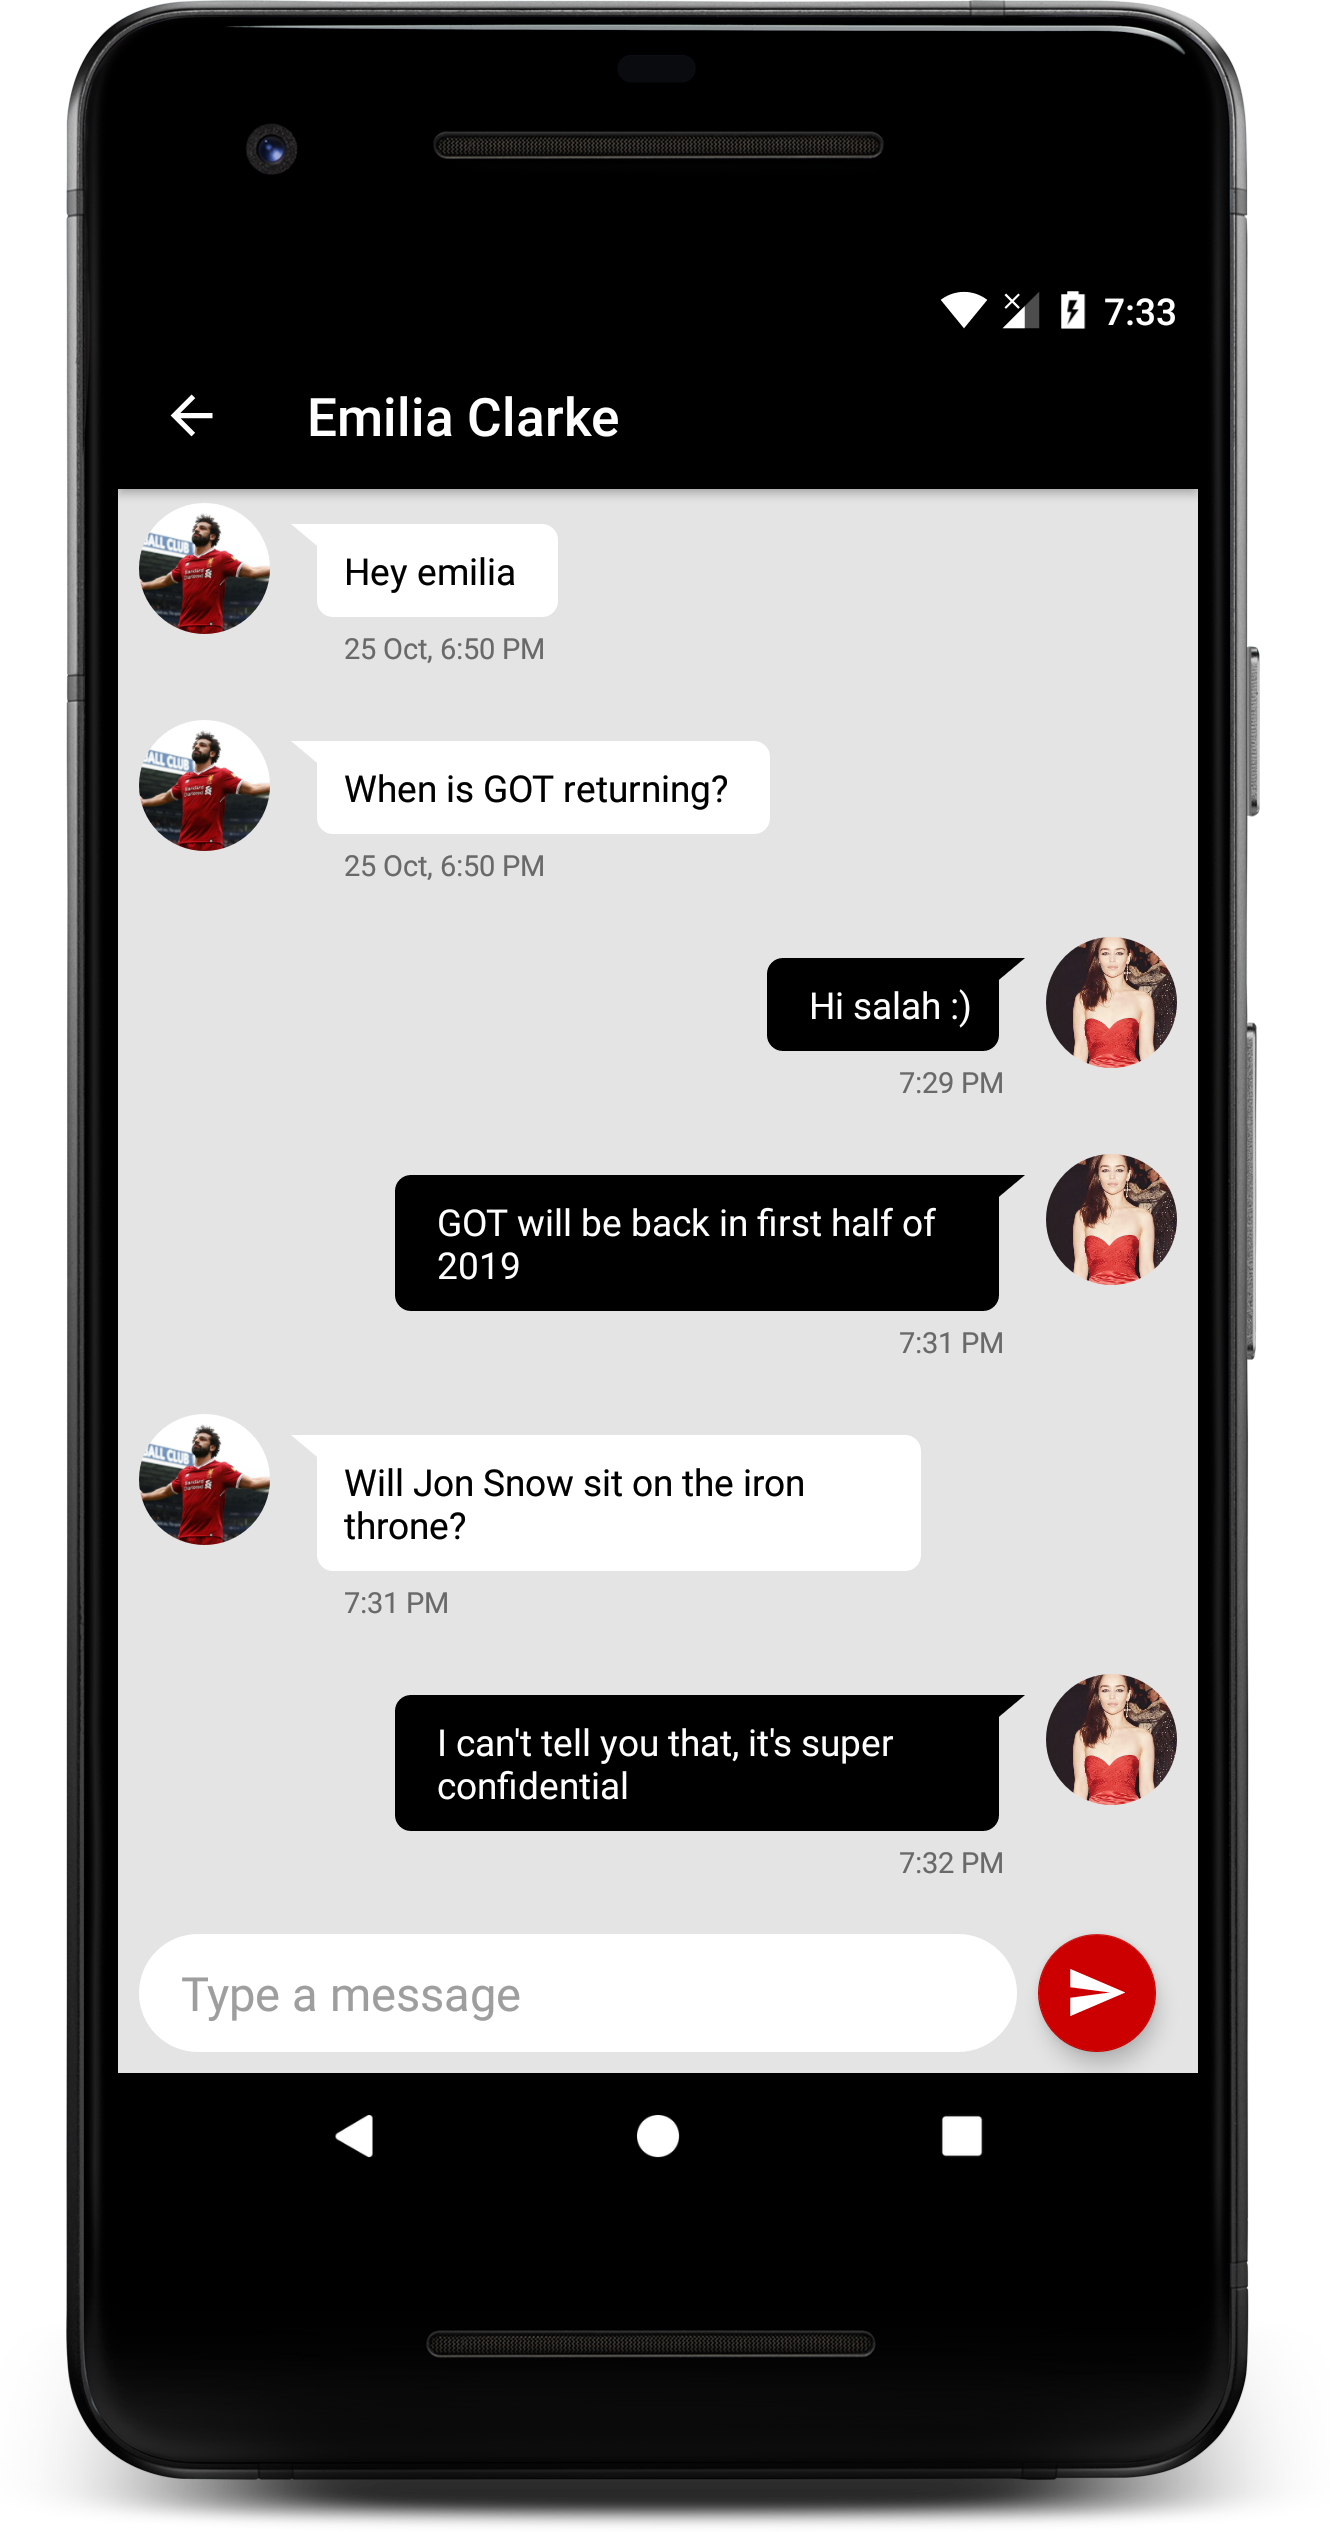 7:33
Emilia Clarke
Hey emilia
25 Oct, 6:50 PM
When is GOT returning?
25 Oct, 6:50 PM
Hi salah :)
7:29 PM
GOT will be back in first half of
2019
7:31 PM
Will Jon Snow sit on the iron
throne?
7:31 PM
I can't tell you that, it's super
confidential
7:32 PM
Type a message